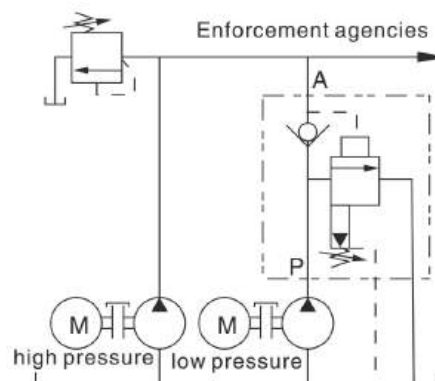 Enforcement agencies
A
P
M
M
high pressure
low pressure